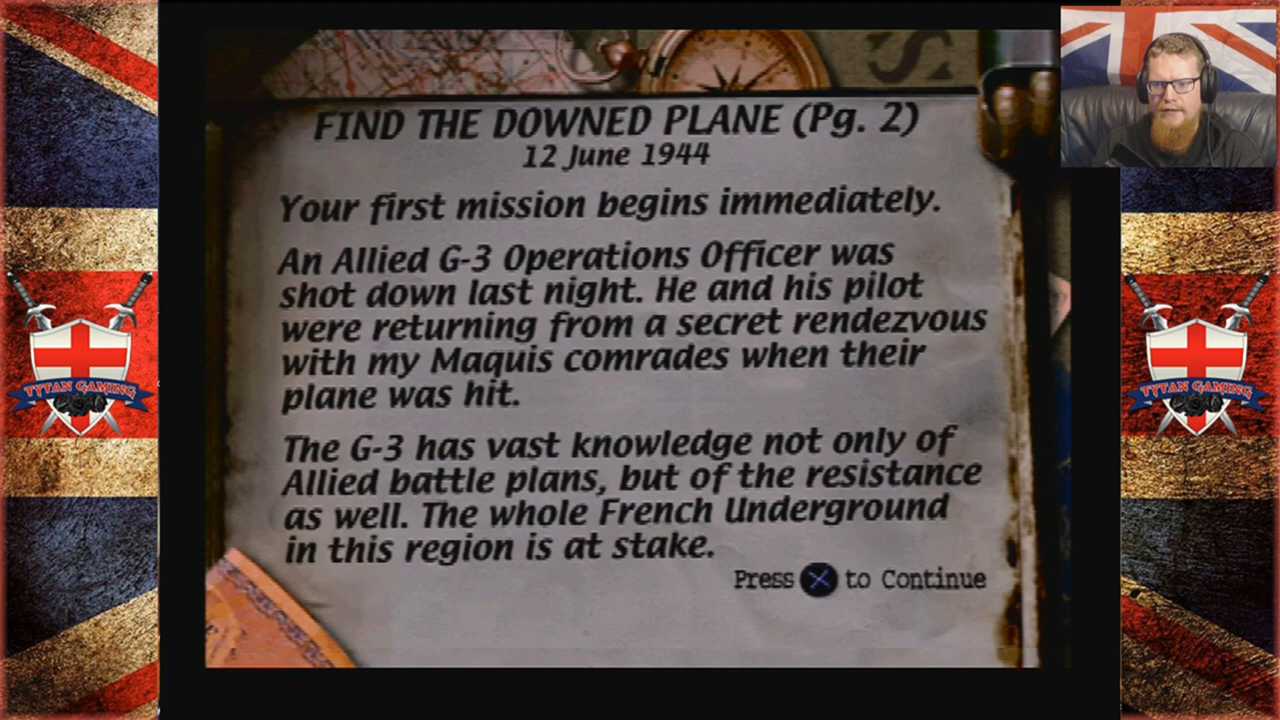 FIND THE DOWNED PLANE (Pg. 2)
12 June 1944
Your first mission begins immediately.
An Allied G-3 Operations Officer was
shot down last night. He and his pilot
were returning from a secret rendezvous
with my Maquis comrades when their
plane was hit.
The G-3 has vast knowledge not only of
Allied battle plans, but of the resistance
as well. The whole French Underground
in this region is at stake.
Press X to Continue
TYTAN GAMING
TYTAN GAMING